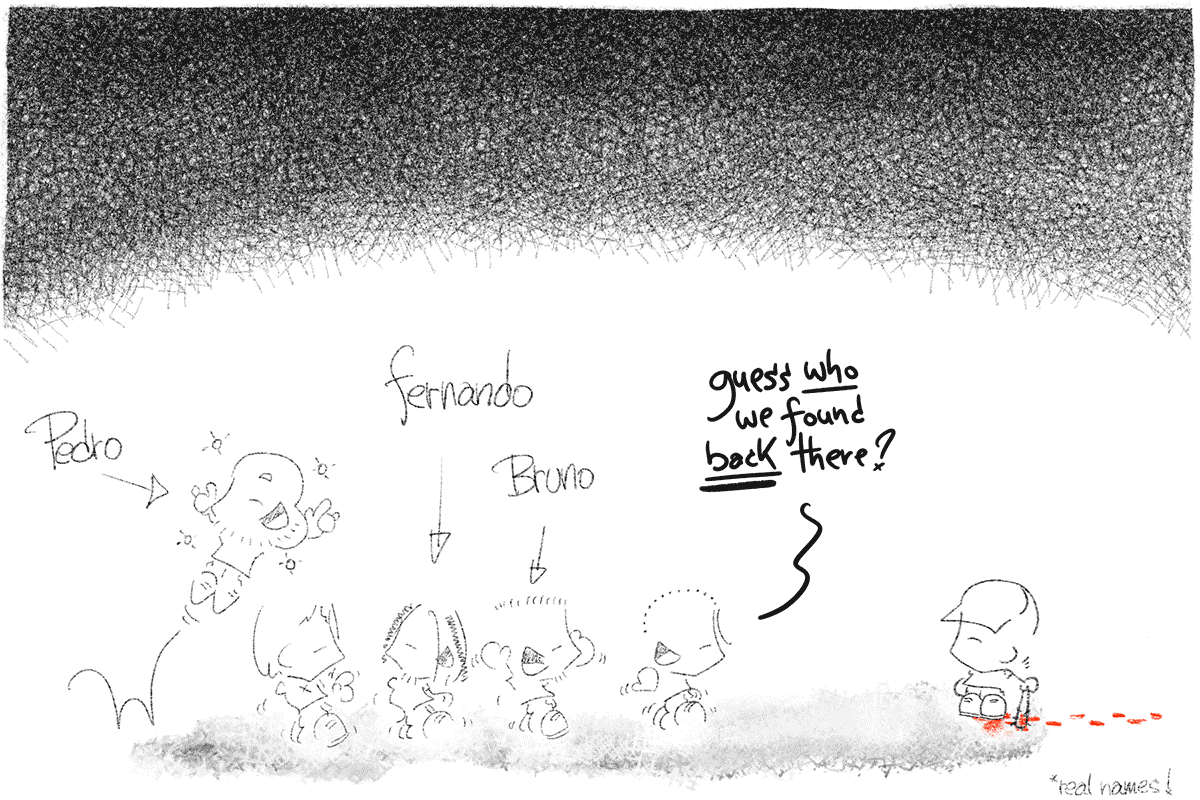 Pedro
fernando
Bruno
guess who
we found
back there?
*real names!